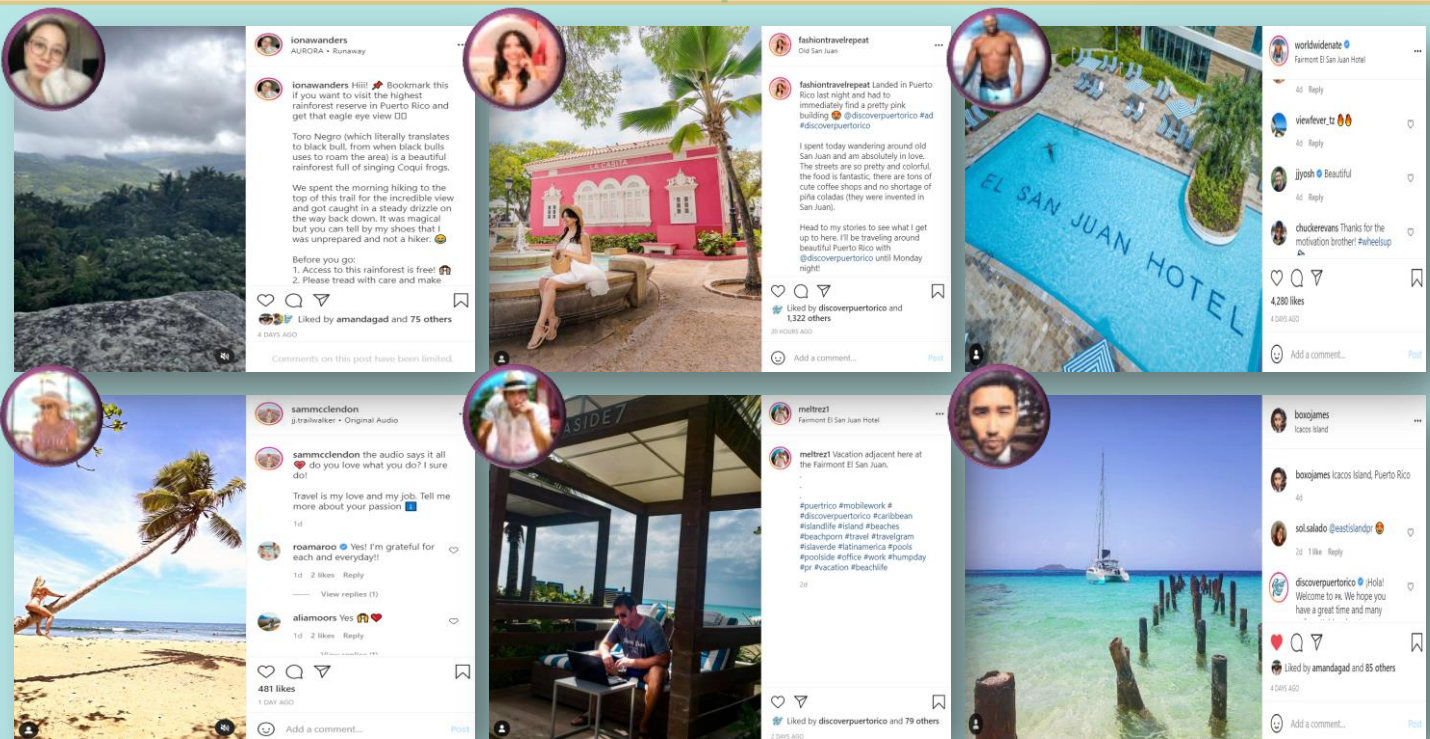 ionawanders
AURORA • Runaway
ionawanders Hiii! 📌 Bookmark this
if you want to visit the highest
rainforest reserve in Puerto Rico and
get that eagle eye view
Toro Negro (which literally translates
to black bull, from when black bulls
uses to roam the area) is a beautiful
rainforest full of singing Coqui frogs.
We spent the morning hiking to the
top of this trail for the incredible view
and got caught in a steady drizzle on
the way back down. It was magical
but you can tell by my shoes that I
was unprepared and not a hiker. 😂
Before you go:
1. Access to this rainforest is free! 🙌
2. Please tread with care and make
Liked by amandagad and 75 others
4 DAYS AGO
Comments on this post have been limited.
LA CASITA
fashiontravelrepeat
Old San Juan
fashiontravelrepeat Landed in Puerto
Rico last night and had to
immediately find a pretty pink
building 😍 @discoverpuertorico #ad
#discoverpuertorico
I spent today wandering around old
San Juan and am absolutely in love.
The streets are so pretty and colorful,
the food is fantastic, there are tons of
cute coffee shops and no shortage of
piña coladas (they were invented in
San Juan).
Head to my stories to see what I get
up to here. I'll be traveling around
beautiful Puerto Rico with
@discoverpuertorico until Monday
night!
Liked by discoverpuertorico and
1,322 others
20 HOURS AGO
Add a comment...
Post
EL SAN JUAN HOTEL
worldwidenate
Fairmont El San Juan Hotel
4d Reply
viewfever_tz 🔥🔥
4d Reply
jjyosh Beautiful
4d Reply
chuckerevans Thanks for the
motivation brother! #wheelsup
4,280 likes
4 DAYS AGO
Add a comment...
Post
sammcclendon
jj.trailwalker • Original Audio
sammcclendon the audio says it all
❤️ do you love what you do? I sure
do!
Travel is my love and my job. Tell me
more about your passion ⬇️
1d
roamaroo Yes! I'm grateful for
each and everyday!!
1d 2 likes Reply
View replies (1)
aliamoors Yes 🙌❤️
1d 2 likes Reply
View replies (1)
481 likes
1 DAY AGO
Add a comment...
Post
ASIDE7
meltrez1
Fairmont El San Juan Hotel
meltrez1 Vacation adjacent here at
the Fairmont El San Juan.
.
.
.
#puertrico #mobilework #
#discoverpuertorico #caribbean
#islandlife #island #beaches
#beachporn #travel #travelgram
#islaverde #latinamerica #pools
#poolside #office #work #humpday
#pr #vacation #beachlife
2d
Liked by discoverpuertorico and 79 others
2 DAYS AGO
boxojames
Icacos Island
boxojames Icacos Island, Puerto Rico
4d
sol.salado @eastislandpr 😍
2d 1 like Reply
discoverpuertorico ¡Hola!
Welcome to PR. We hope you
have a great time and many
Liked by amandagad and 85 others
4 DAYS AGO
Add a comment...
Post